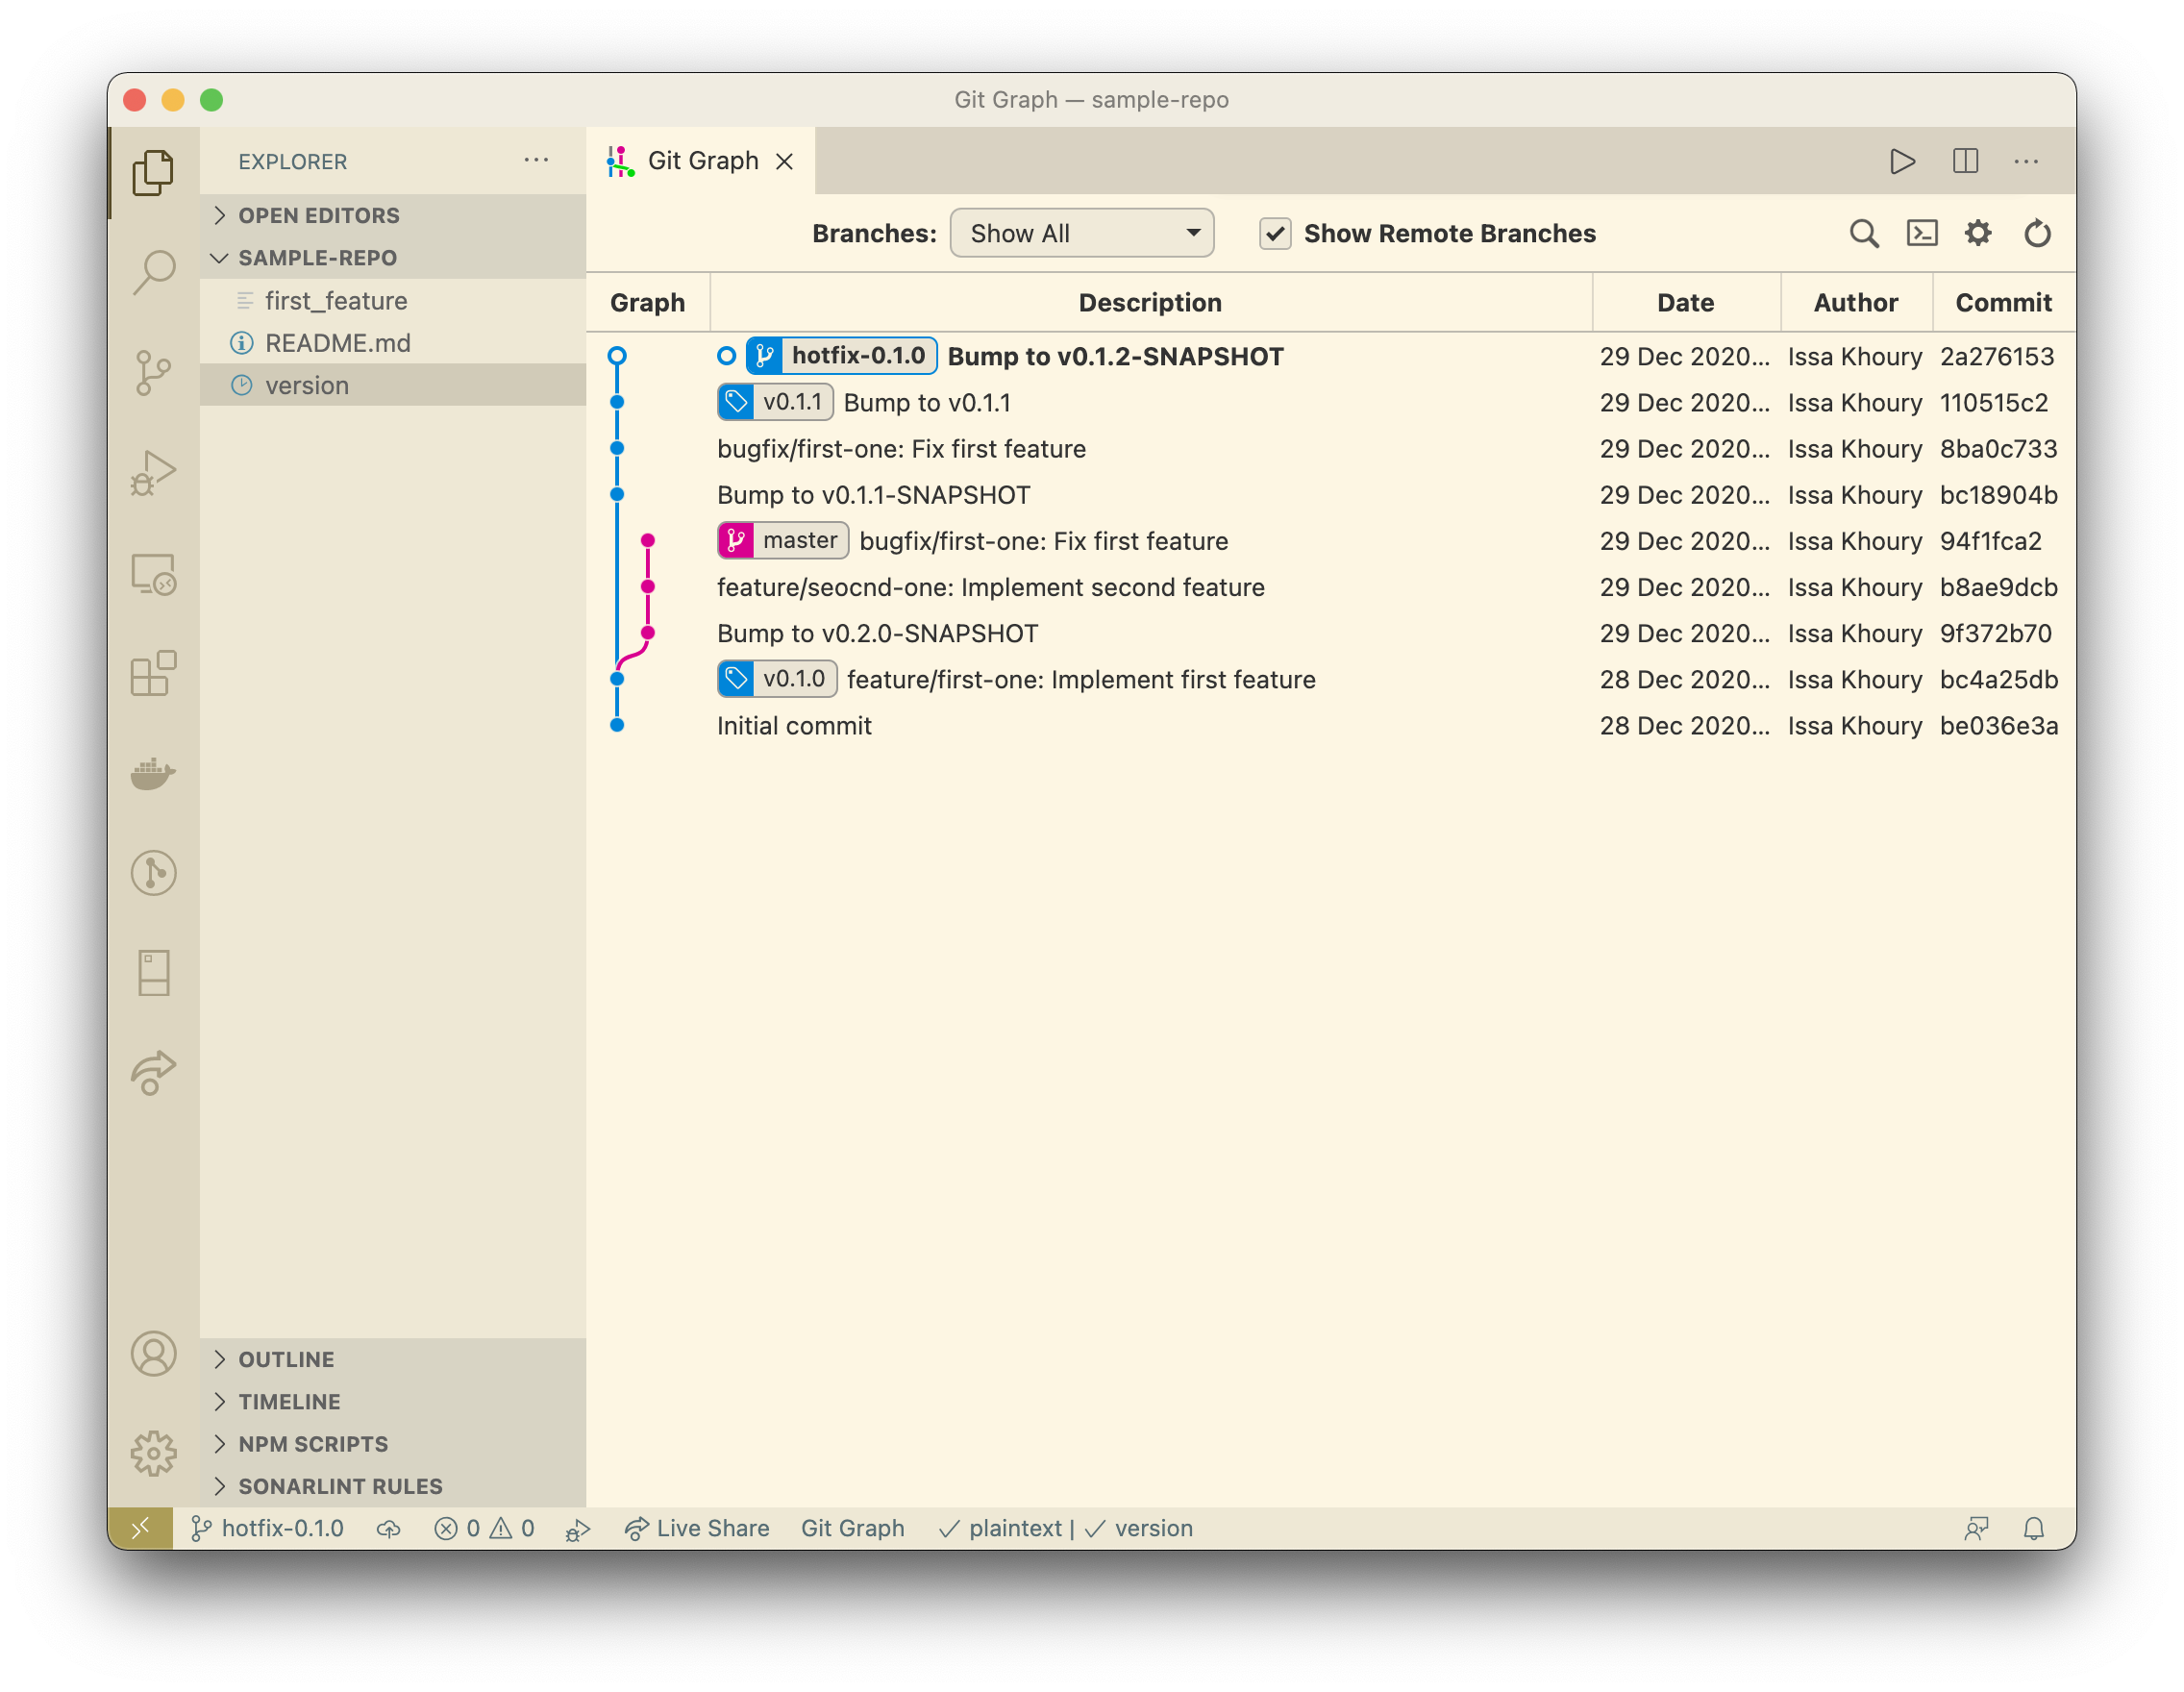 Git Graph — sample-repo
EXPLORER
Git Graph
OPEN EDITORS
SAMPLE-REPO
first_feature
README.md
version
Branches: Show All Show Remote Branches
Graph Description Date Author Commit
hotfix-0.1.0 Bump to v0.1.2-SNAPSHOT 29 Dec 2020... Issa Khoury 2a276153
v0.1.1 Bump to v0.1.1 29 Dec 2020... Issa Khoury 110515c2
bugfix/first-one: Fix first feature 29 Dec 2020... Issa Khoury 8ba0c733
Bump to v0.1.1-SNAPSHOT 29 Dec 2020... Issa Khoury bc18904b
master bugfix/first-one: Fix first feature 29 Dec 2020... Issa Khoury 94f1fca2
feature/seocnd-one: Implement second feature 29 Dec 2020... Issa Khoury b8ae9dcb
Bump to v0.2.0-SNAPSHOT 29 Dec 2020... Issa Khoury 9f372b70
v0.1.0 feature/first-one: Implement first feature 28 Dec 2020... Issa Khoury bc4a25db
Initial commit 28 Dec 2020... Issa Khoury be036e3a
OUTLINE
TIMELINE
NPM SCRIPTS
SONARLINT RULES
hotfix-0.1.0 0 0 Live Share Git Graph plaintext | version